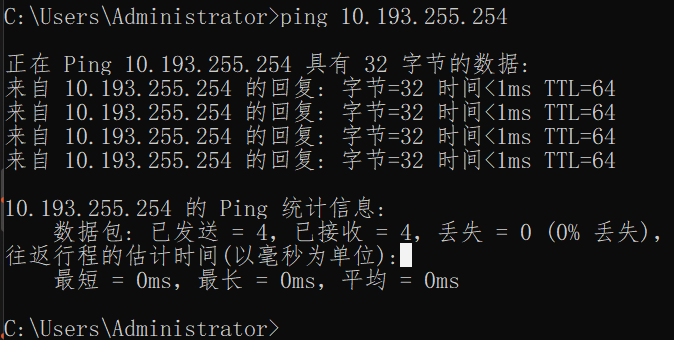 C:\Users\Administrator>ping 10.193.255.254
正在 Ping 10.193.255.254 具有 32 字节的数据:
来自 10.193.255.254 的回复: 字节=32 时间<1ms TTL=64
来自 10.193.255.254 的回复: 字节=32 时间<1ms TTL=64
来自 10.193.255.254 的回复: 字节=32 时间<1ms TTL=64
来自 10.193.255.254 的回复: 字节=32 时间<1ms TTL=64
10.193.255.254 的 Ping 统计信息:
数据包: 已发送 = 4，已接收 = 4，丢失 = 0 (0% 丢失)，
往返行程的估计时间(以毫秒为单位):
最短 = 0ms，最长 = 0ms，平均 = 0ms
C:\Users\Administrator>